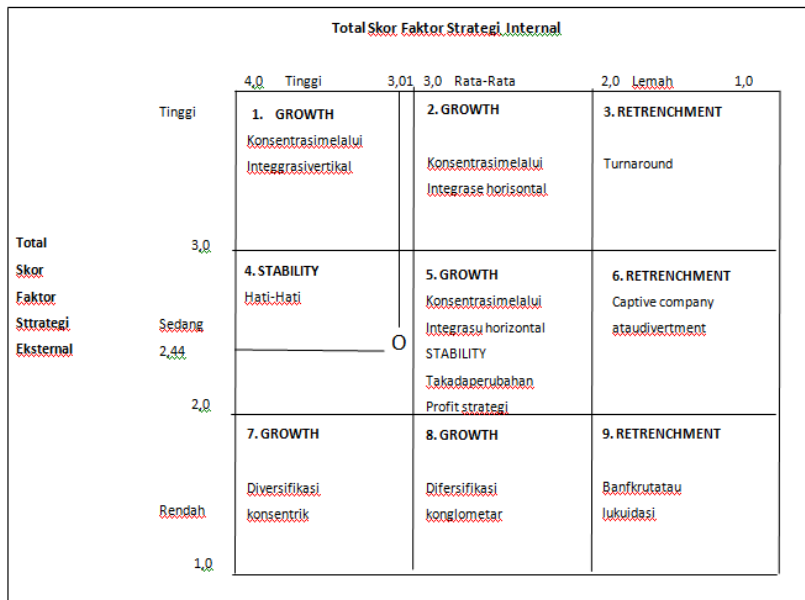 Total Skor Faktor Strategi Internal
4,0 Tinggi 3,01 3,0 Rata-Rata 2,0 Lemah 1,0
Tinggi
1. GROWTH
Konsentrasimelalui
Integgrasivertikal
2. GROWTH
Konsentrasimelalui
Integrase horisontal
3. RETRENCHMENT
Turnaround
Total
Skor
Faktor
Sttrategi
Eksternal
3,0
Sedang
2,44
2,0
4. STABILITY
Hati-Hati
O
5. GROWTH
Konsentrasimelalui
Integrasu horizontal
STABILITY
Takadaperubahan
Profit strategi
6. RETRENCHMENT
Captive company
ataudivertment
Rendah
1,0
7. GROWTH
Diversifikasi
konsentrik
8. GROWTH
Difersifikasi
konglometar
9. RETRENCHMENT
Banfkrutatau
lukuidasi